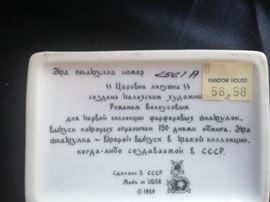 Эта шкатулка номер
"Царевна лягушка"
создана палехским художником
Романом Белоусовым
для первой коллекции фарфоровых шкатулок,
выпуск которых ограничен 150 днями обжига. Эта
шкатулка – второй выпуск в такой коллекции,
когда-либо создаваемой в СССР.
RANDOM HOUSE
58.98
Сделано в СССР
Made in USSR
© 1989